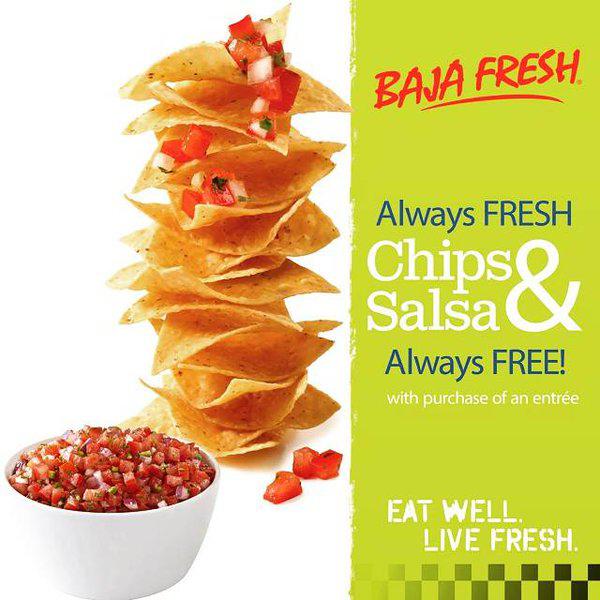 BAJA FRESH®
Always FRESH
Chips &
Salsa
Always FREE!
with purchase of an entrée
EAT WELL.
LIVE FRESH.